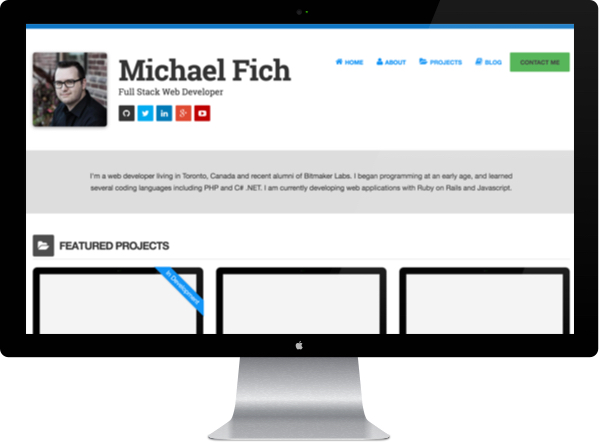 Michael Fich
Full Stack Web Developer
HOME ABOUT PROJECTS BLOG CONTACT ME
I'm a web developer living in Toronto, Canada and recent alumni of Bitmaker Labs. I began programming at an early age, and learned
several coding languages including PHP and C# .NET. I am currently developing web applications with Ruby on Rails and Javascript.
FEATURED PROJECTS
In Development